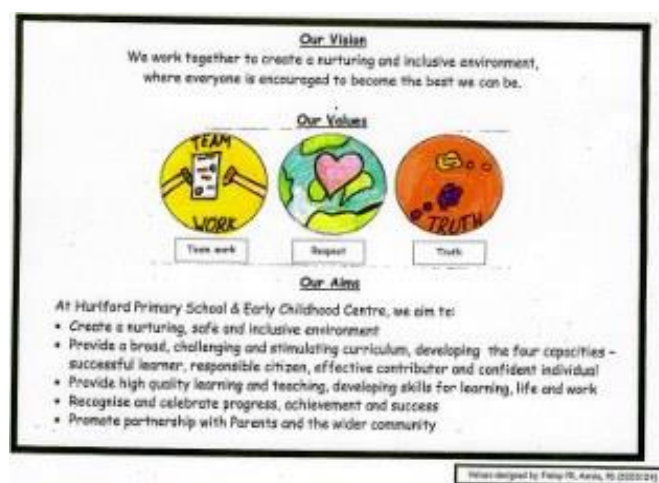 Our Vision
We work together to create a nurturing and inclusive environment,
where everyone is encouraged to become the best we can be.
Our Values
TEAM
WORK
TRUTH
Team work
Respect
Truth
Our Aims
At Hurlford Primary School & Early Childhood Centre, we aim to:
• Create a nurturing, safe and inclusive environment
• Provide a broad, challenging and stimulating curriculum, developing the four capacities –
successful learner, responsible citizen, effective contributor and confident individual
• Provide high quality learning and teaching, developing skills for learning, life and work
• Recognise and celebrate progress, achievement and success
• Promote partnership with Parents and the wider community
Values designed by